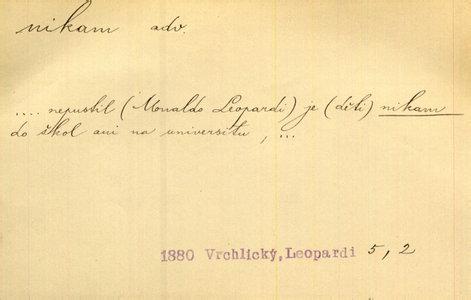 nikam adv.
.... nepustil (Monaldo Leopardi) je (děti) nikam
do škol ani na universitu, ...
1880 Vrchlický, Leopardi 5, 2